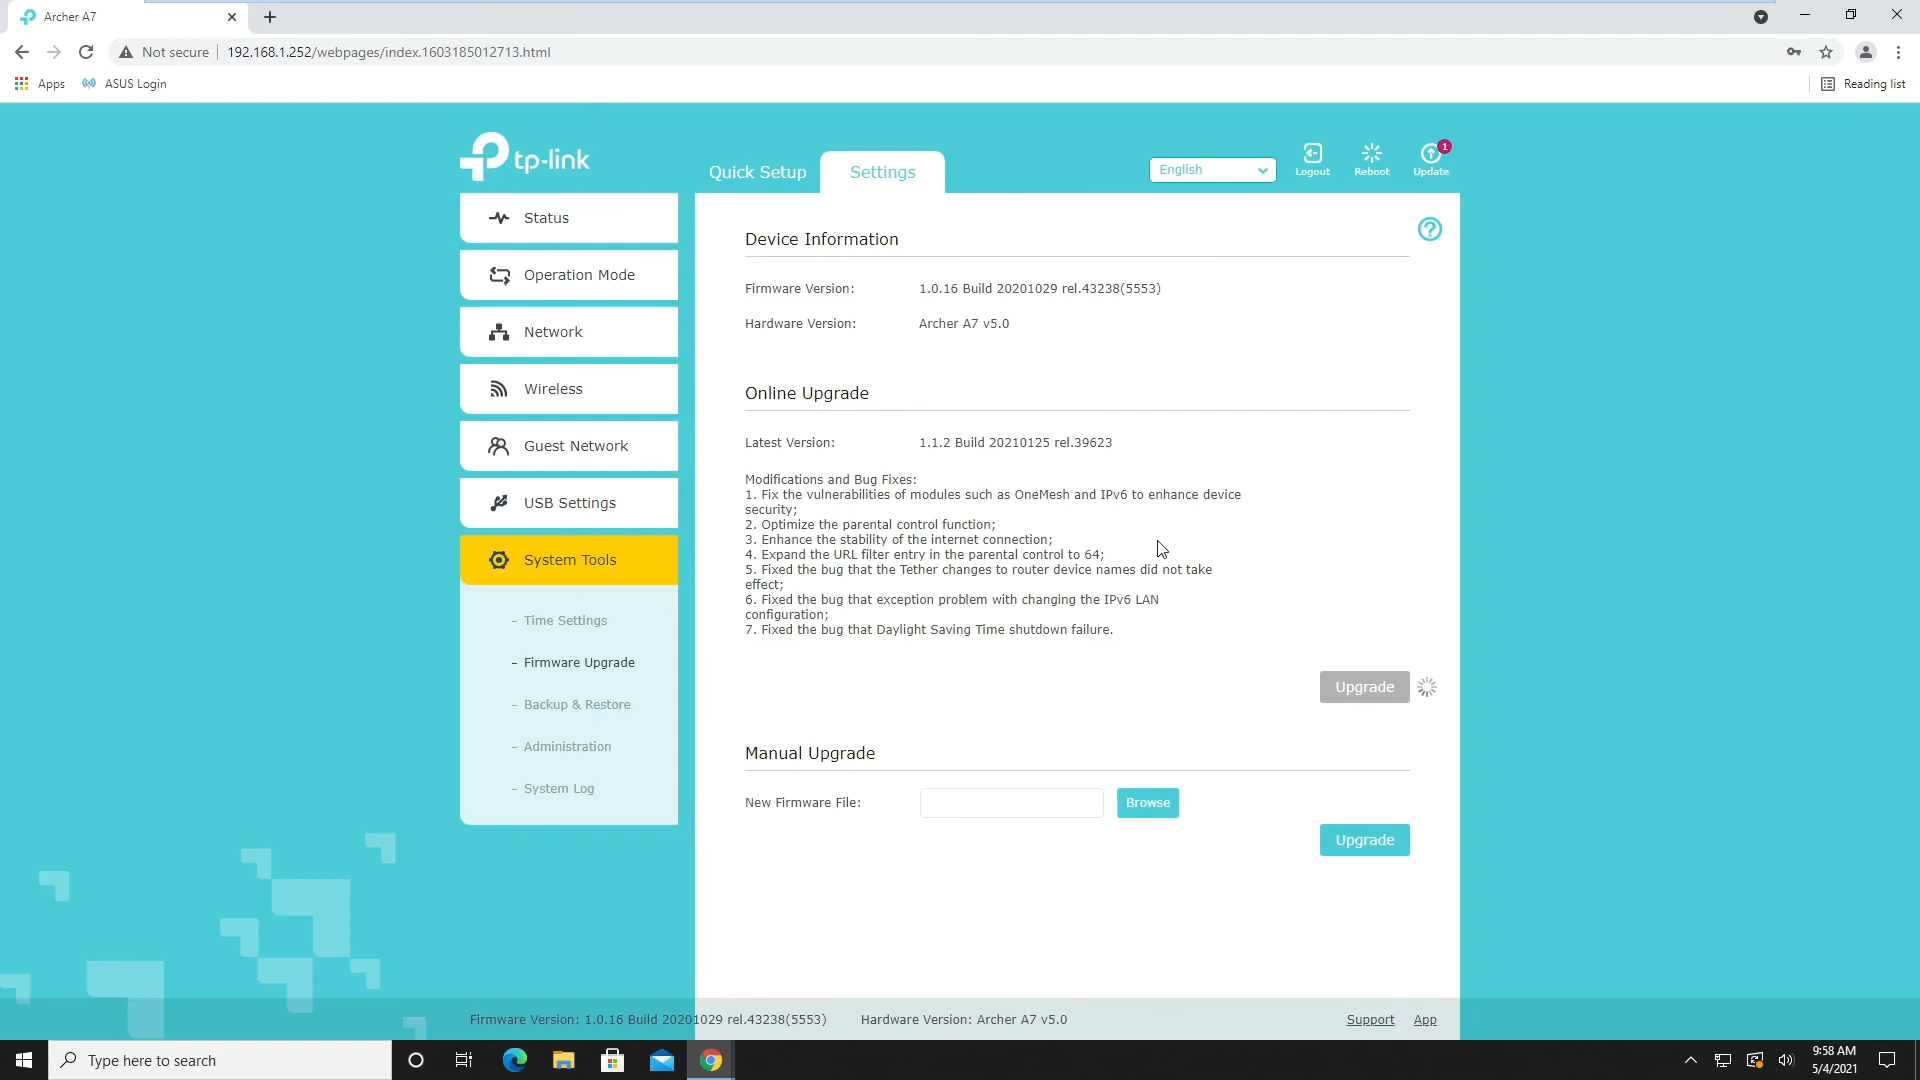 Archer A7
Not secure
192.168.1.252/webpages/index.1603185012713.html
Apps
ASUS Login
Reading list
tp-link
Quick Setup
Settings
English
Logout
Reboot
Update
1
Status
Operation Mode
Network
Wireless
Guest Network
USB Settings
System Tools
- Time Settings
- Firmware Upgrade
- Backup & Restore
- Administration
- System Log
Device Information
?
Firmware Version: 1.0.16 Build 20201029 rel.43238(5553)
Hardware Version: Archer A7 v5.0
Online Upgrade
Latest Version: 1.1.2 Build 20210125 rel.39623
Modifications and Bug Fixes:
1. Fix the vulnerabilities of modules such as OneMesh and IPv6 to enhance device
security;
2. Optimize the parental control function;
3. Enhance the stability of the internet connection;
4. Expand the URL filter entry in the parental control to 64;
5. Fixed the bug that the Tether changes to router device names did not take
effect;
6. Fixed the bug that exception problem with changing the IPv6 LAN
configuration;
7. Fixed the bug that Daylight Saving Time shutdown failure.
Upgrade
Manual Upgrade
New Firmware File:
Browse
Upgrade
Firmware Version: 1.0.16 Build 20201029 rel.43238(5553) Hardware Version: Archer A7 v5.0
Support App
Type here to search
9:58 AM
5/4/2021